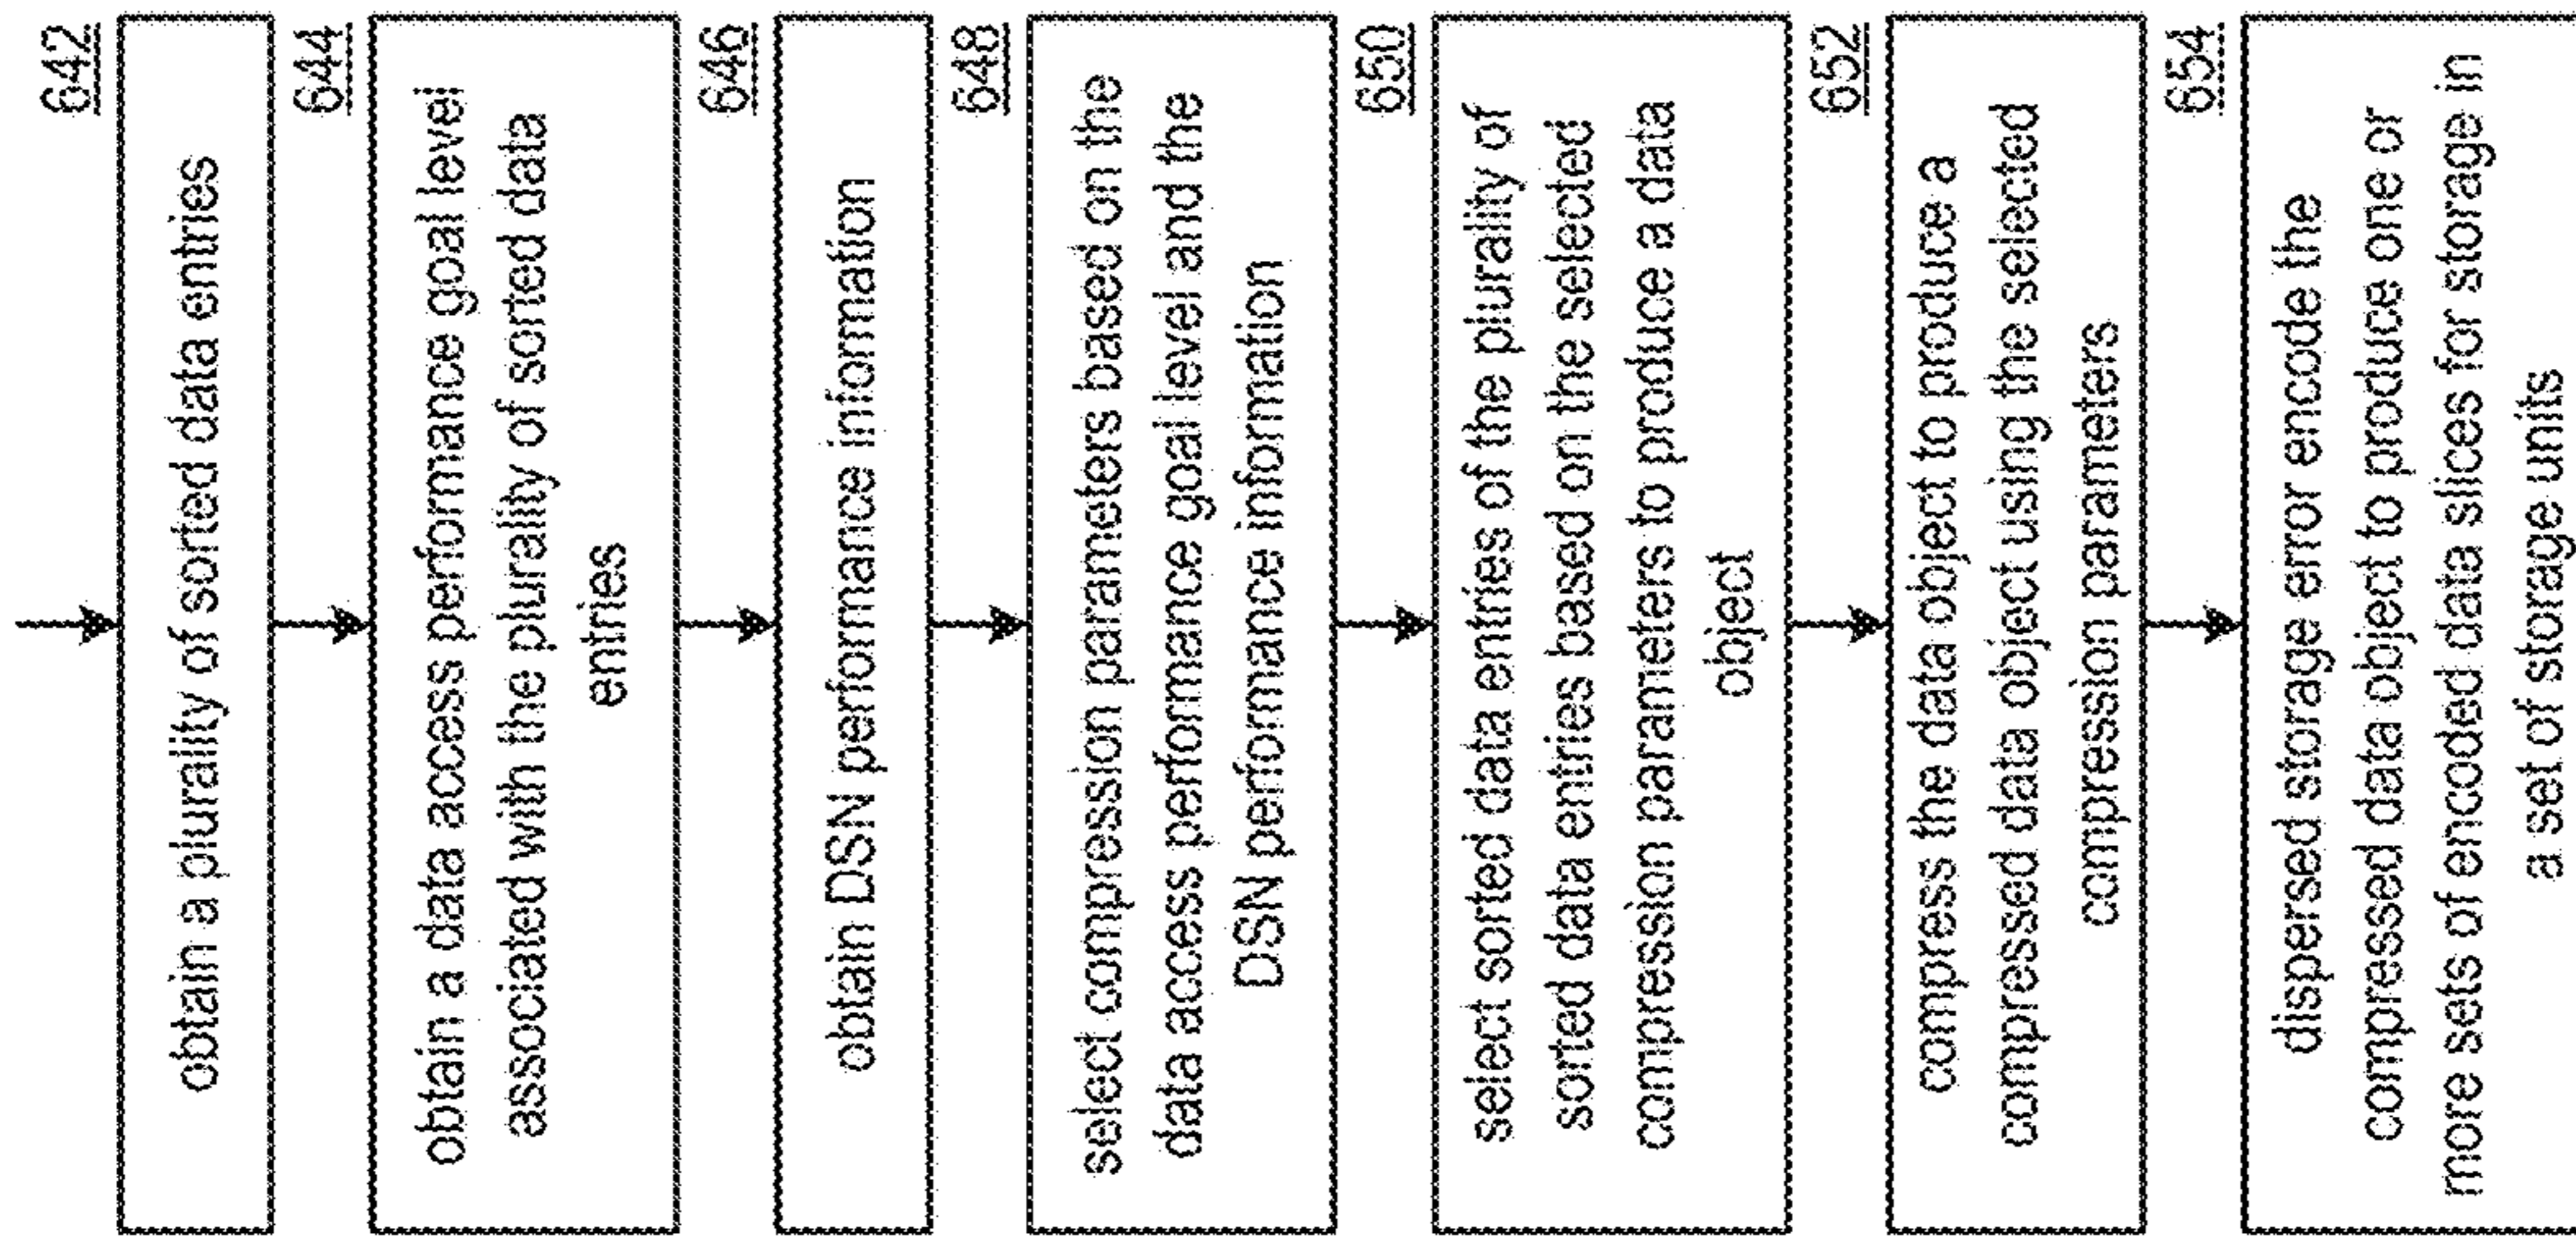 642
obtain a plurality of sorted data entries
644
obtain a data access performance goal level
associated with the plurality of sorted data
entries
646
obtain DSN performance information
648
select compression parameters based on the
data access performance goal level and the
DSN performance information
650
select sorted data entries of the plurality of
sorted data entries based on the selected
compression parameters to produce a data
object
652
compress the data object to produce a
compressed data object using the selected
compression parameters
654
dispersed storage error encode the
compressed data object to produce one or
more sets of encoded data slices for storage in
a set of storage units